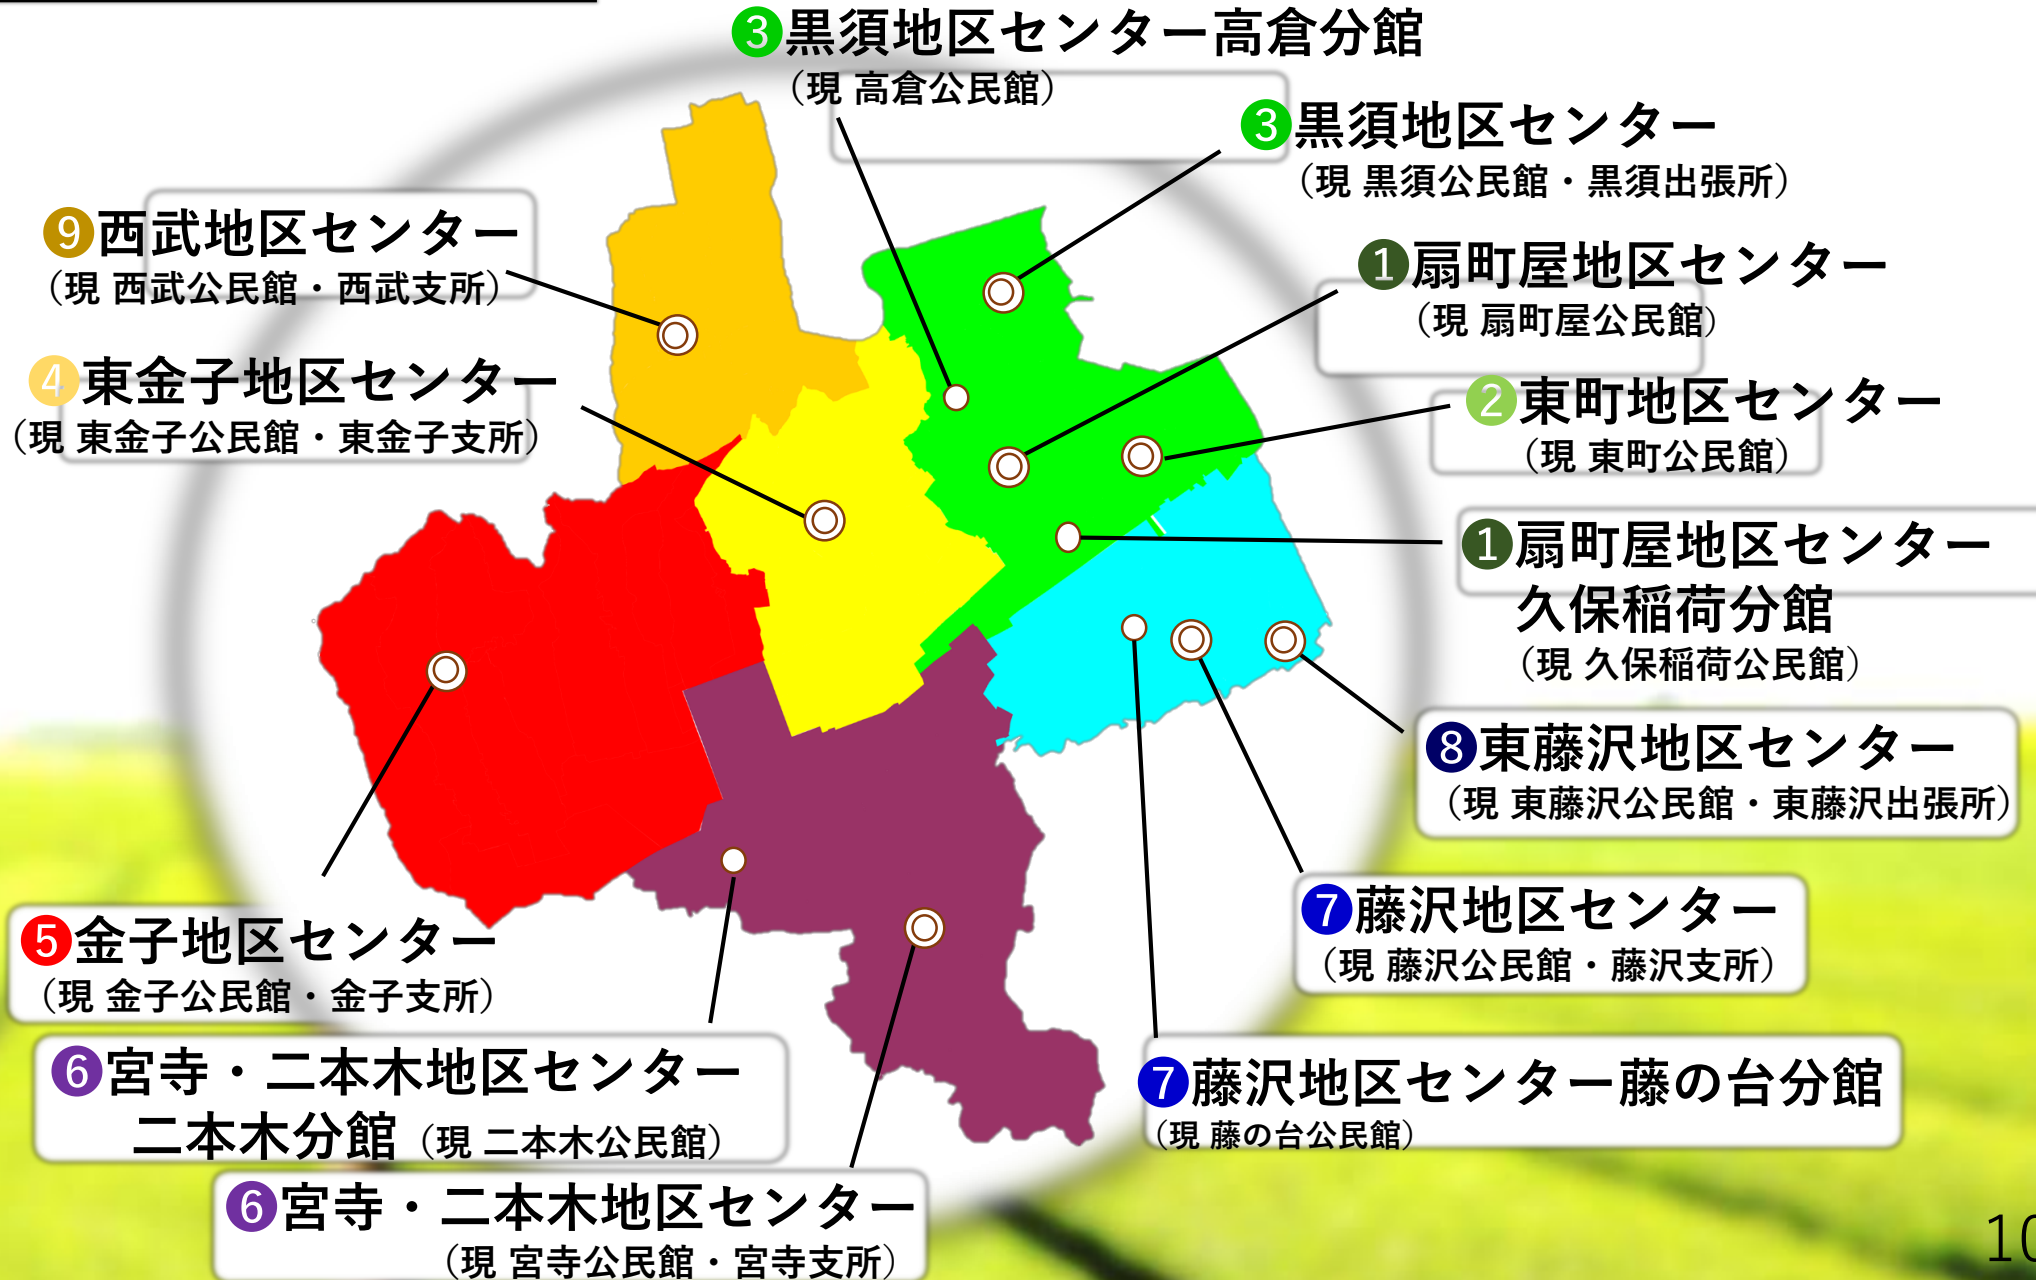 ❸黒須地区センター高倉分館
（現 高倉公民館）
❸黒須地区センター
（現 黒須公民館・黒須出張所）
❾西武地区センター
（現 西武公民館・西武支所）
❶扇町屋地区センター
（現 扇町屋公民館）
❹東金子地区センター
（現 東金子公民館・東金子支所）
❷東町地区センター
（現 東町公民館）
❶扇町屋地区センター
久保稲荷分館
（現 久保稲荷公民館）
❽東藤沢地区センター
（現 東藤沢公民館・東藤沢出張所）
❼藤沢地区センター
（現 藤沢公民館・藤沢支所）
❺金子地区センター
（現 金子公民館・金子支所）
❻宮寺・二本木地区センター
二本木分館（現 二本木公民館）
❼藤沢地区センター藤の台分館
（現 藤の台公民館）
❻宮寺・二本木地区センター
（現 宮寺公民館・宮寺支所）
10